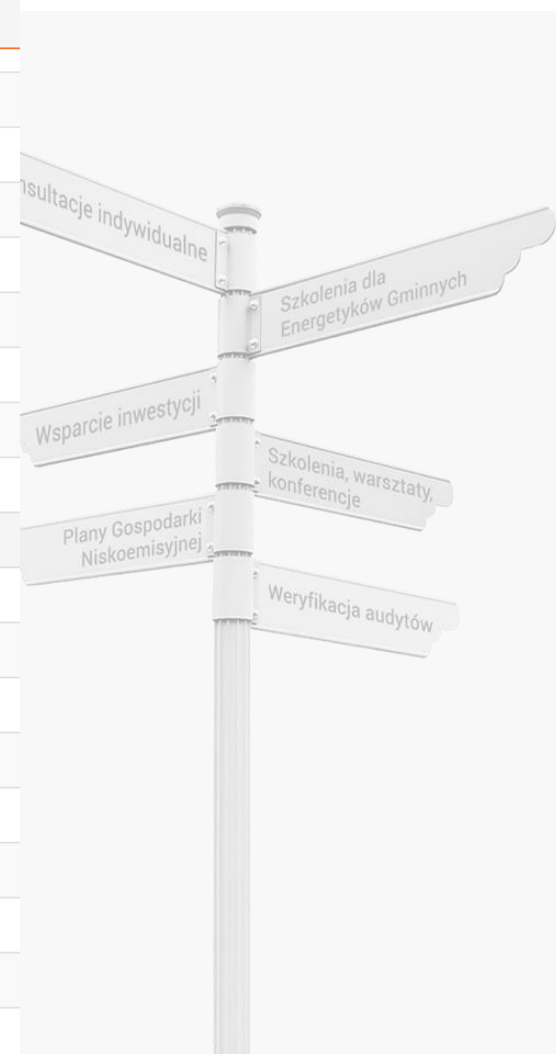 nsultacje indywidualne
Szkolenia dla
Energetyków Gminnych
Wsparcie inwestycji
Szkolenia, warsztaty,
konferencje
Plany Gospodarki
Niskoemisyjnej
Weryfikacja audytów